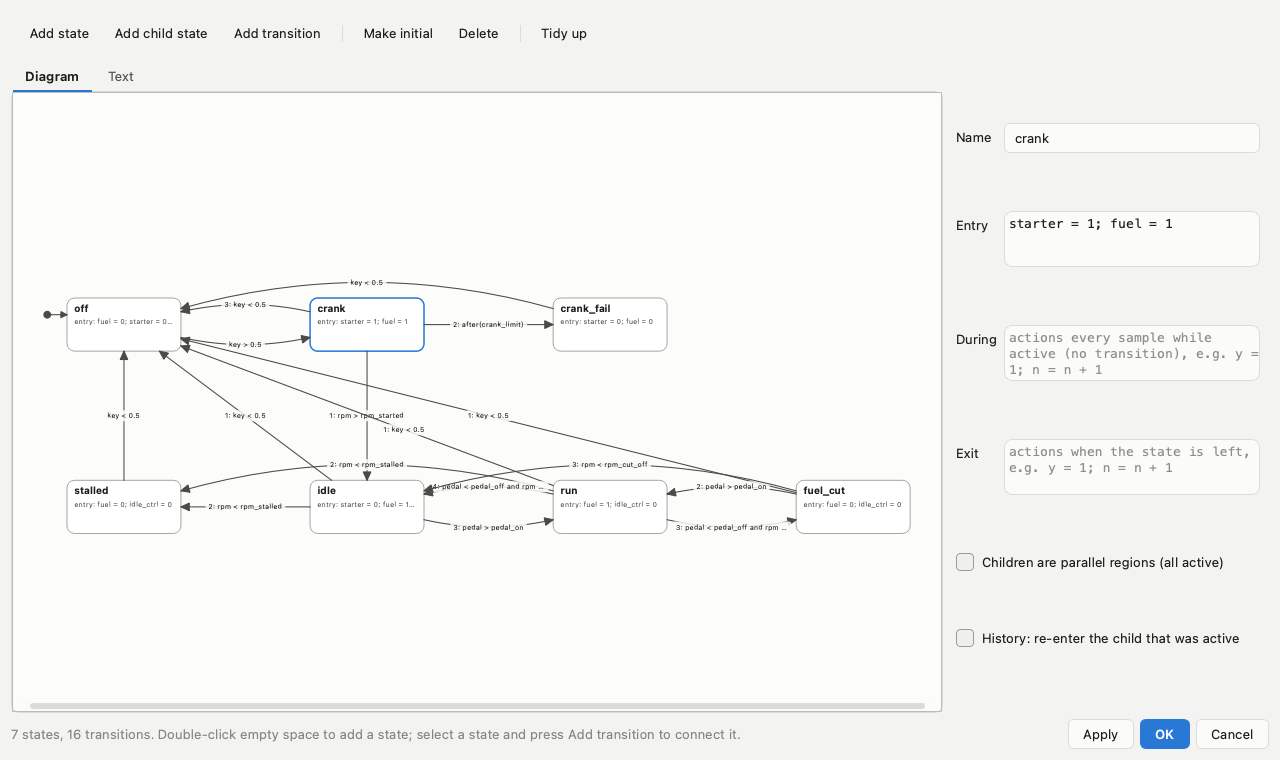 Add state
Add child state
Add transition
Make initial
Delete
Tidy up
Diagram
Text
key < 0.5
off
entry: fuel = 0; starter = 0…
3: key < 0.5
key > 0.5
crank
entry: starter = 1; fuel = 1
2: after(crank_limit)
crank_fail
entry: starter = 0; fuel = 0
key < 0.5
1: key < 0.5
1: rpm > rpm_started
1: key < 0.5
1: key < 0.5
2: rpm < rpm_stalled
3: rpm < rpm_cut_off
stalled
entry: fuel = 0; idle_ctrl = 0
2: rpm < rpm_stalled
idle
entry: starter = 0; fuel = 1…
4: pedal < pedal_off and rpm …
3: pedal > pedal_on
run
entry: fuel = 1; idle_ctrl = 0
2: pedal > pedal_on
3: pedal < pedal_off and rpm …
fuel_cut
entry: fuel = 0; idle_ctrl = 0
Name
crank
Entry
starter = 1; fuel = 1
During
actions every sample while
active (no transition), e.g. y =
1; n = n + 1
Exit
actions when the state is left,
e.g. y = 1; n = n + 1
Children are parallel regions (all active)
History: re-enter the child that was active
7 states, 16 transitions. Double-click empty space to add a state; select a state and press Add transition to connect it.
Apply
OK
Cancel